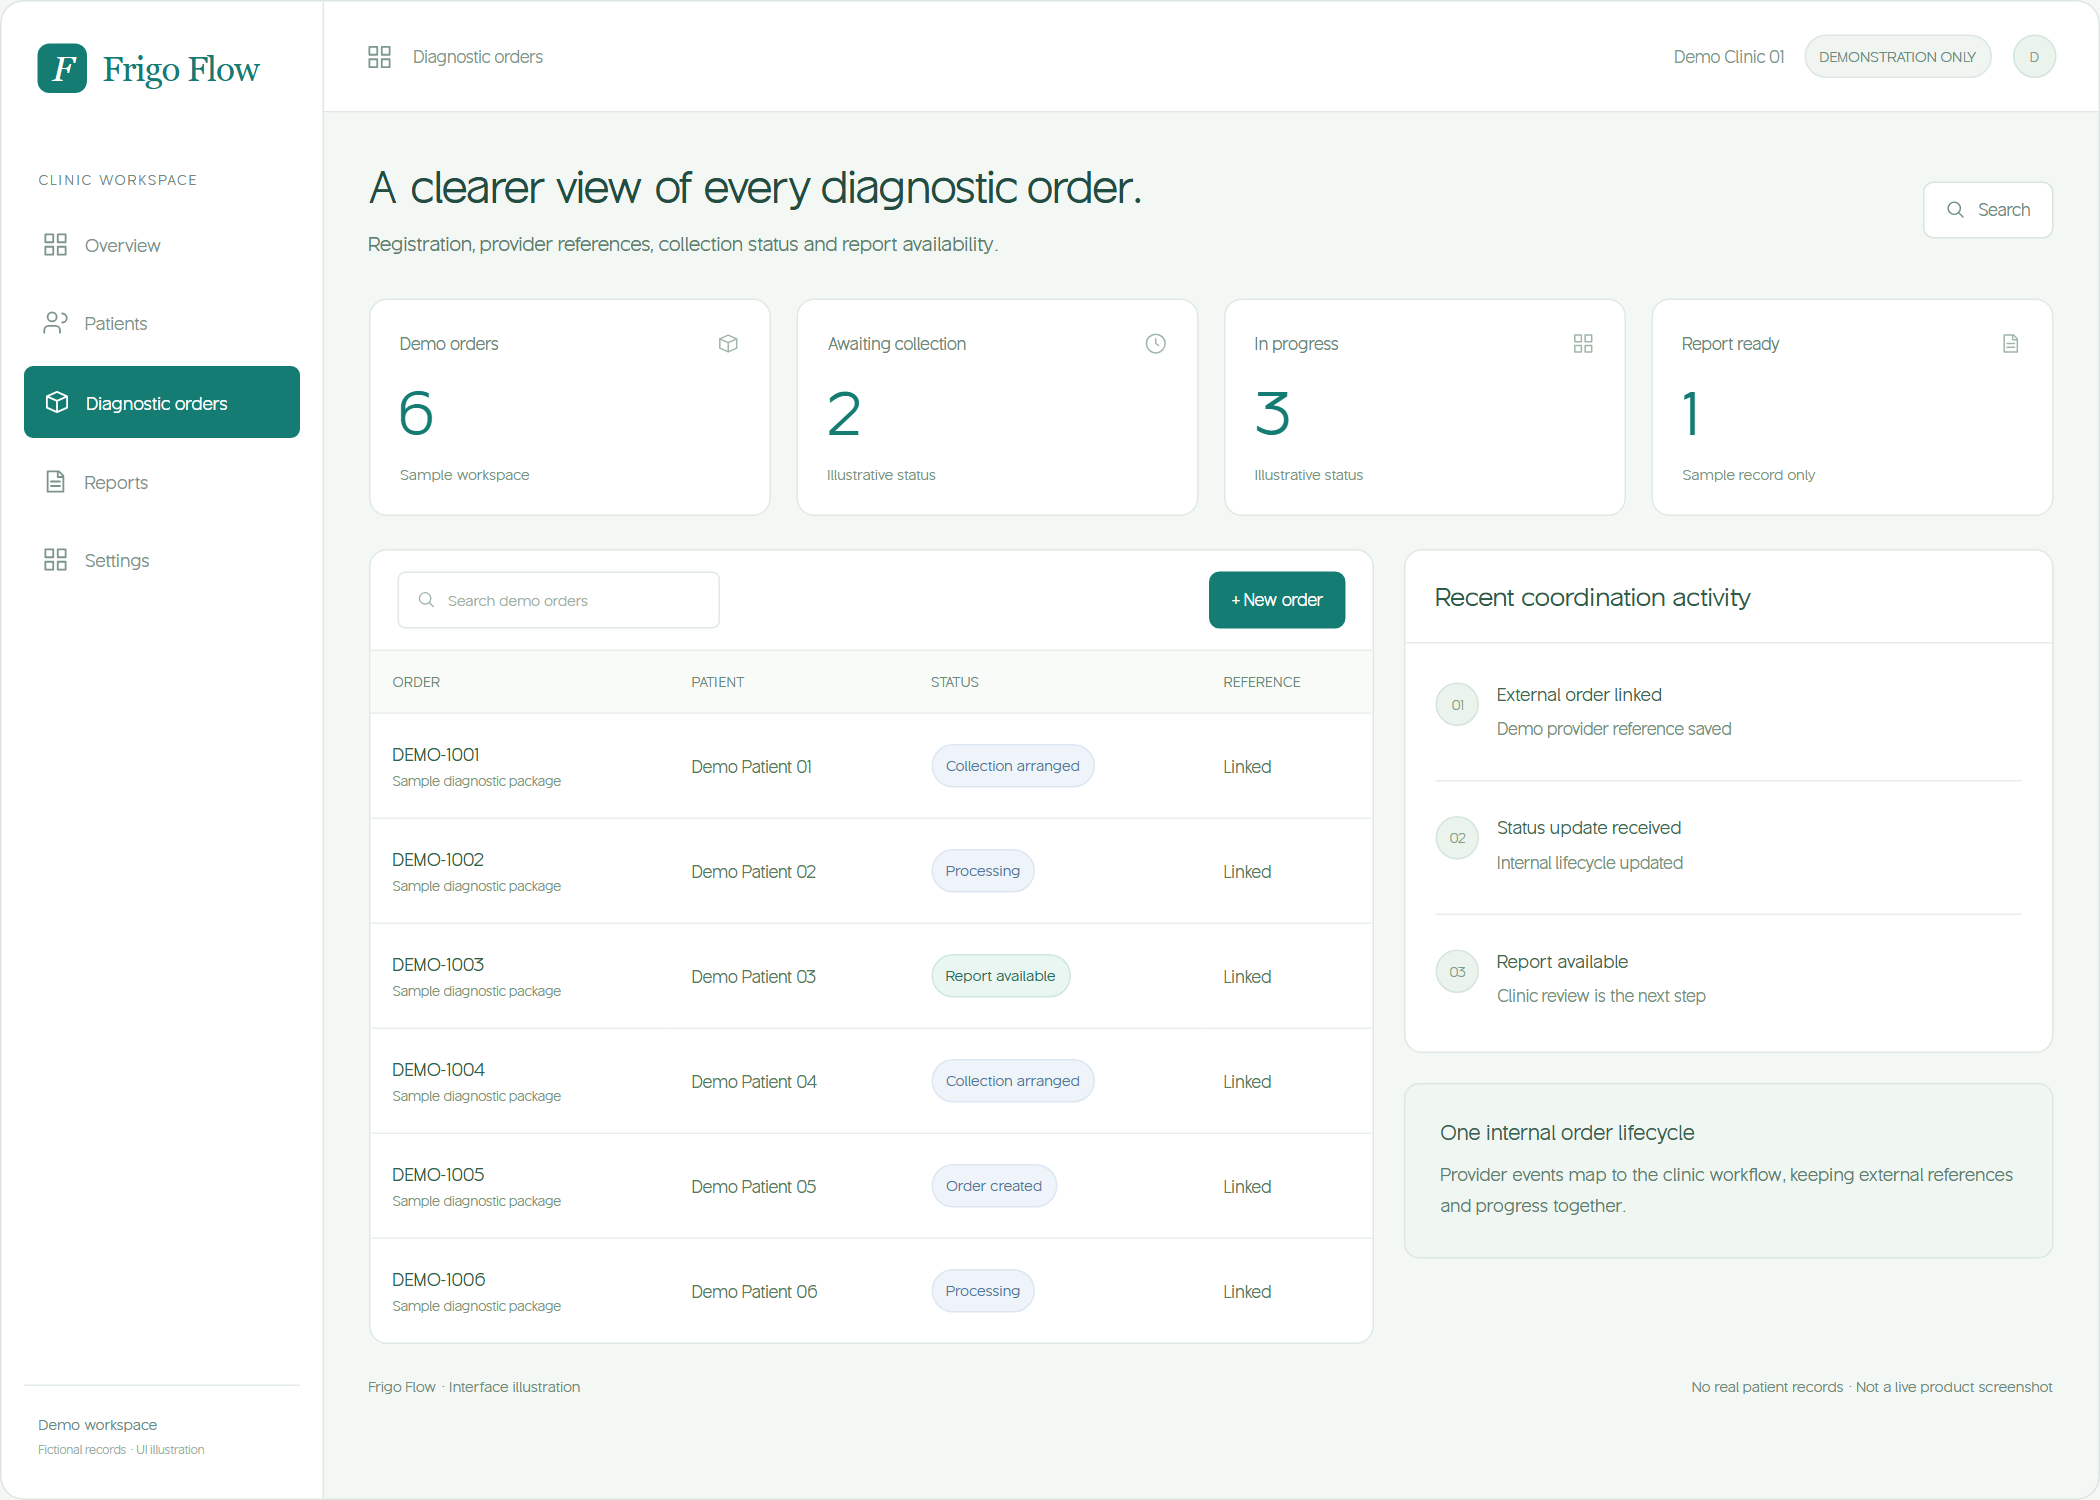 F Frigo Flow
CLINIC WORKSPACE
Overview
Patients
Diagnostic orders
Reports
Settings
Demo workspace
Fictional records · UI illustration
Diagnostic orders
Demo Clinic 01
DEMONSTRATION ONLY
D
A clearer view of every diagnostic order.
Registration, provider references, collection status and report availability.
Search
Demo orders
6
Sample workspace
Awaiting collection
2
Illustrative status
In progress
3
Illustrative status
Report ready
1
Sample record only
Search demo orders
+ New order
ORDER PATIENT STATUS REFERENCE
DEMO-1001
Sample diagnostic package
Demo Patient 01
Collection arranged
Linked
DEMO-1002
Sample diagnostic package
Demo Patient 02
Processing
Linked
DEMO-1003
Sample diagnostic package
Demo Patient 03
Report available
Linked
DEMO-1004
Sample diagnostic package
Demo Patient 04
Collection arranged
Linked
DEMO-1005
Sample diagnostic package
Demo Patient 05
Order created
Linked
DEMO-1006
Sample diagnostic package
Demo Patient 06
Processing
Linked
Recent coordination activity
01
External order linked
Demo provider reference saved
02
Status update received
Internal lifecycle updated
03
Report available
Clinic review is the next step
One internal order lifecycle
Provider events map to the clinic workflow, keeping external references
and progress together.
Frigo Flow · Interface illustration
No real patient records · Not a live product screenshot